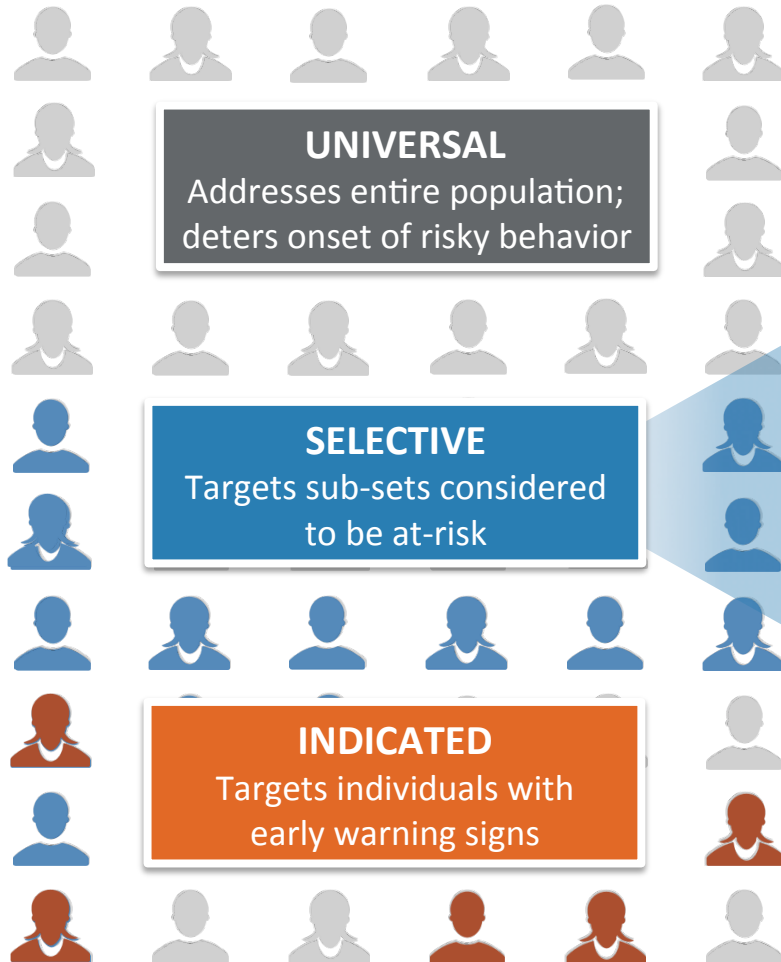 UNIVERSAL
Addresses entire population;
deters onset of risky behavior
SELECTIVE
Targets sub-sets considered
to be at-risk
INDICATED
Targets individuals with
early warning signs